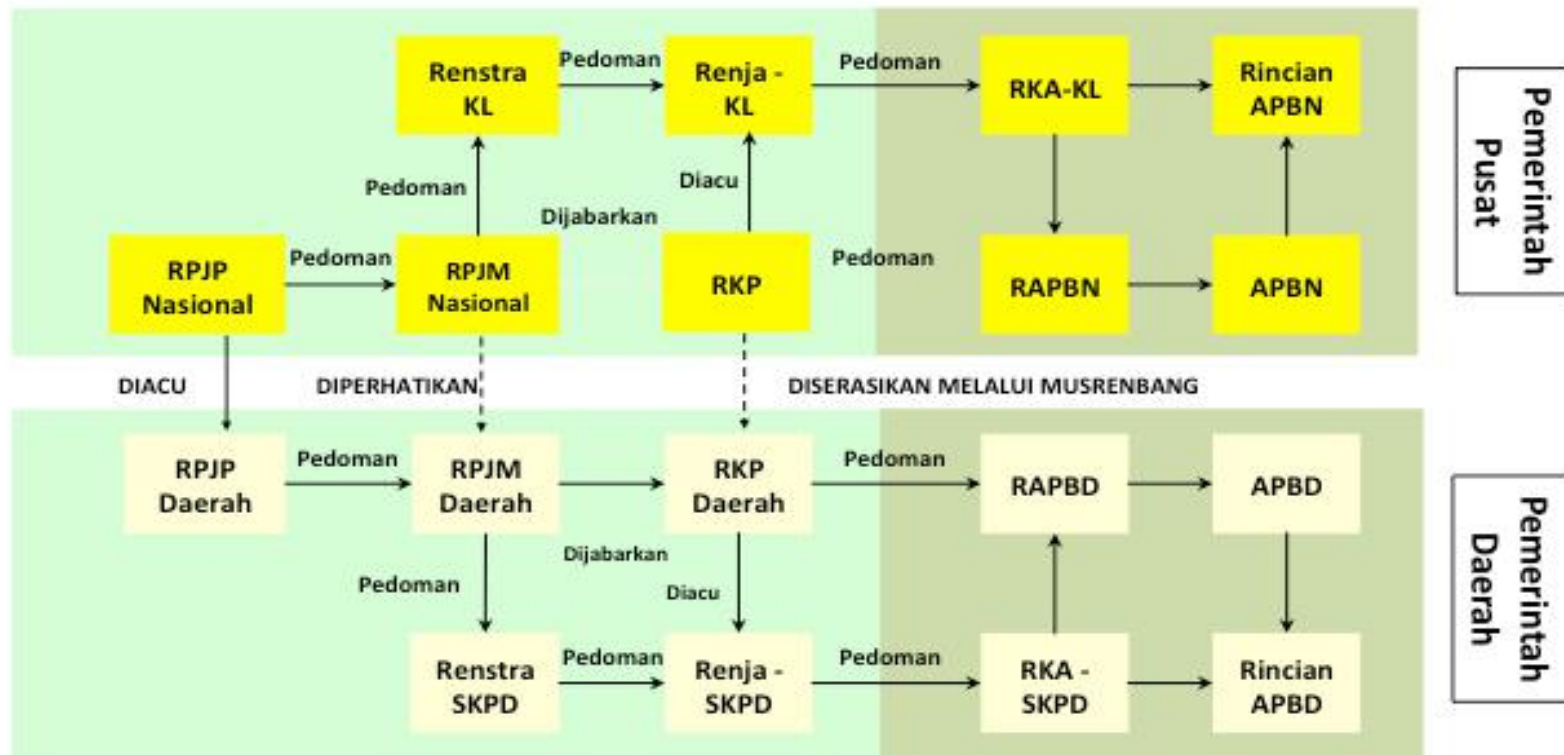 Pedoman
Pedoman
Renstra
KL
Renja -
KL
RKA-KL
Rincian
APBN
Pedoman
Diacu
Dijabarkan
Pedoman
Pedoman
RPJP
Nasional
RPJM
Nasional
RKP
RAPBN
APBN
Pemerintah
Pusat
DIACU
DIPERHATIKAN
DISERASIKAN MELALUI MUSRENBANG
Pedoman
Pedoman
RPJP
Daerah
RPJM
Daerah
RKP
Daerah
RAPBD
APBD
Dijabarkan
Pedoman
Diacu
Pedoman
Pedoman
Renstra
SKPD
Renja -
SKPD
RKA -
SKPD
Rincian
APBD
Pemerintah
Daerah